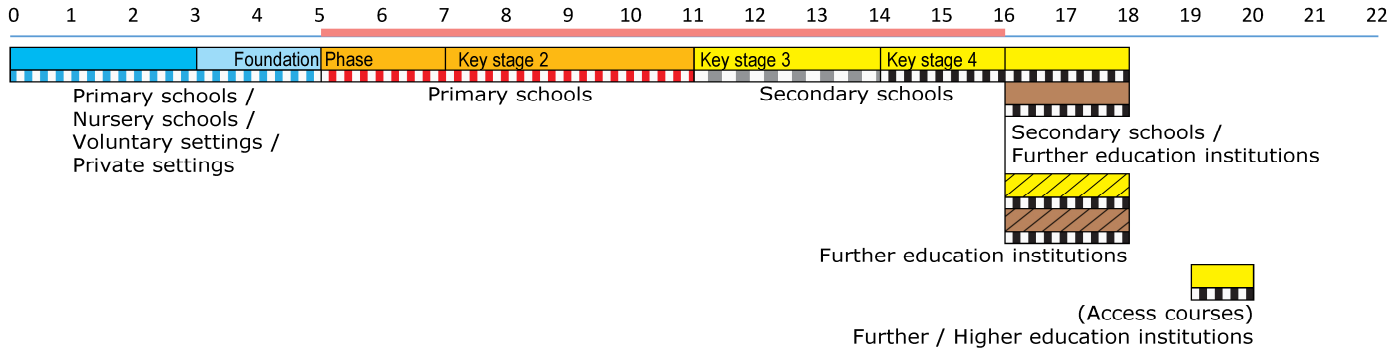 0 1 2 3 4 5 6 7 8 9 10 11 12 13 14 15 16 17 18 19 20 21 22
Foundation Phase Key stage 2 Key stage 3 Key stage 4
Primary schools /
Nursery schools /
Voluntary settings /
Private settings
Primary schools
Secondary schools
Secondary schools /
Further education institutions
Further education institutions
(Access courses)
Further / Higher education institutions